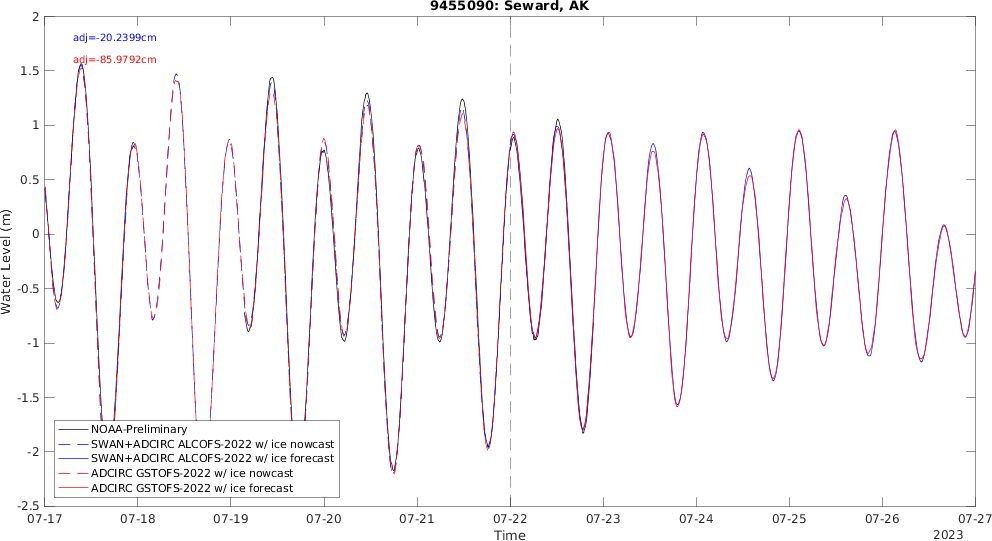 9455090: Seward, AK
adj=-20.2399cm
adj=-85.9792cm
Water Level (m)
2
1.5
1
0.5
0
-0.5
-1
-1.5
-2
-2.5
NOAA-Preliminary
SWAN+ADCIRC ALCOFS-2022 w/ ice nowcast
SWAN+ADCIRC ALCOFS-2022 w/ ice forecast
ADCIRC GSTOFS-2022 w/ ice nowcast
ADCIRC GSTOFS-2022 w/ ice forecast
07-17 07-18 07-19 07-20 07-21 07-22 07-23 07-24 07-25 07-26 07-27
Time
2023